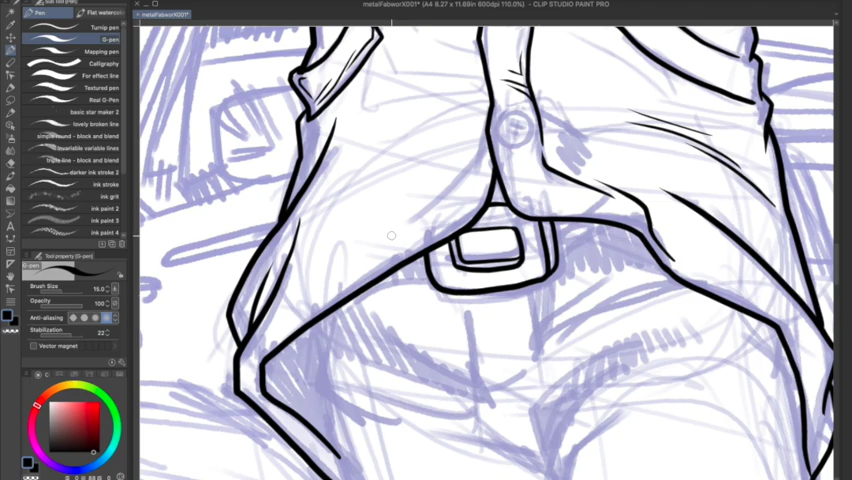 metalFabworX001* (A4 8.27 x 11.69in 600dpi 110.0%) - CLIP STUDIO PAINT PRO
metalFabworX001*
Pen
Flat waterco
Turnip pen
G-pen
Mapping pen
Calligraphy
For effect line
Textured pen
Real G-Pen
basic star maker 2
lovely broken line
simple round - block and blend
invarisible variable lines
triple line - block and blend
darker ink stroke 2
ink stroke
ink grit
ink paint 3
ink paint 4
Tool property [G-pen]
G-pen
Brush Size 15.0
Opacity 100
Anti-aliasing
Stabilization 22
Vector magnet